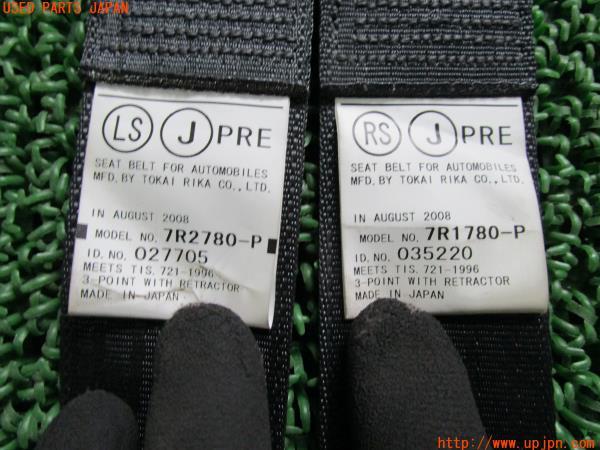 USED PARTS JAPAN
LS J PRE
SEAT BELT FOR AUTOMOBILES
MFD. BY TOKAI RIKA CO., LTD.
IN AUGUST 2008
MODEL NO. 7R2780-P
ID. NO. 027705
MEETS TIS. 721-1996
3-POINT WITH RETRACTOR
MADE IN JAPAN
RS J PRE
SEAT BELT FOR AUTOMOBILES
MFD. BY TOKAI RIKA CO., LTD.
IN AUGUST 2008
MODEL NO. 7R1780-P
ID. NO. 035220
MEETS TIS. 721-1996
3-POINT WITH RETRACTOR
MADE IN JAPAN
http://www.upjpn.com/